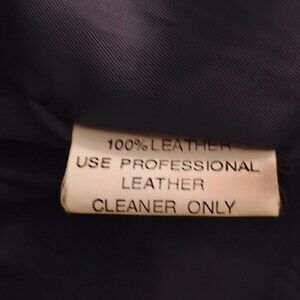 100% LEATHER
USE PROFESSIONAL
LEATHER
CLEANER ONLY